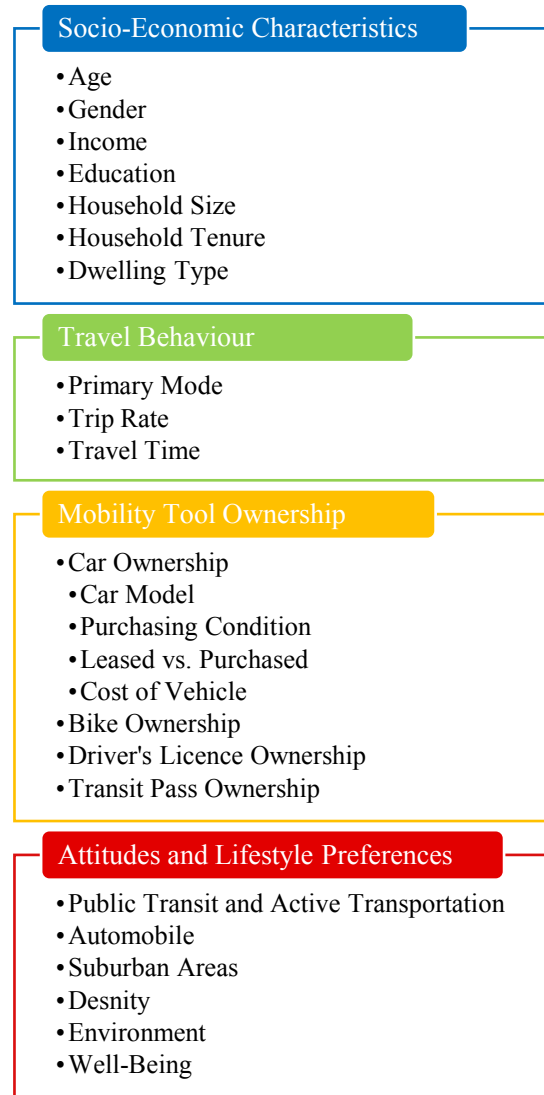 Socio-Economic Characteristics
•Age
•Gender
•Income
•Education
•Household Size
•Household Tenure
•Dwelling Type
Travel Behaviour
•Primary Mode
•Trip Rate
•Travel Time
Mobility Tool Ownership
•Car Ownership
•Car Model
•Purchasing Condition
•Leased vs. Purchased
•Cost of Vehicle
•Bike Ownership
•Driver's Licence Ownership
•Transit Pass Ownership
Attitudes and Lifestyle Preferences
•Public Transit and Active Transportation
•Automobile
•Suburban Areas
•Desnity
•Environment
•Well-Being